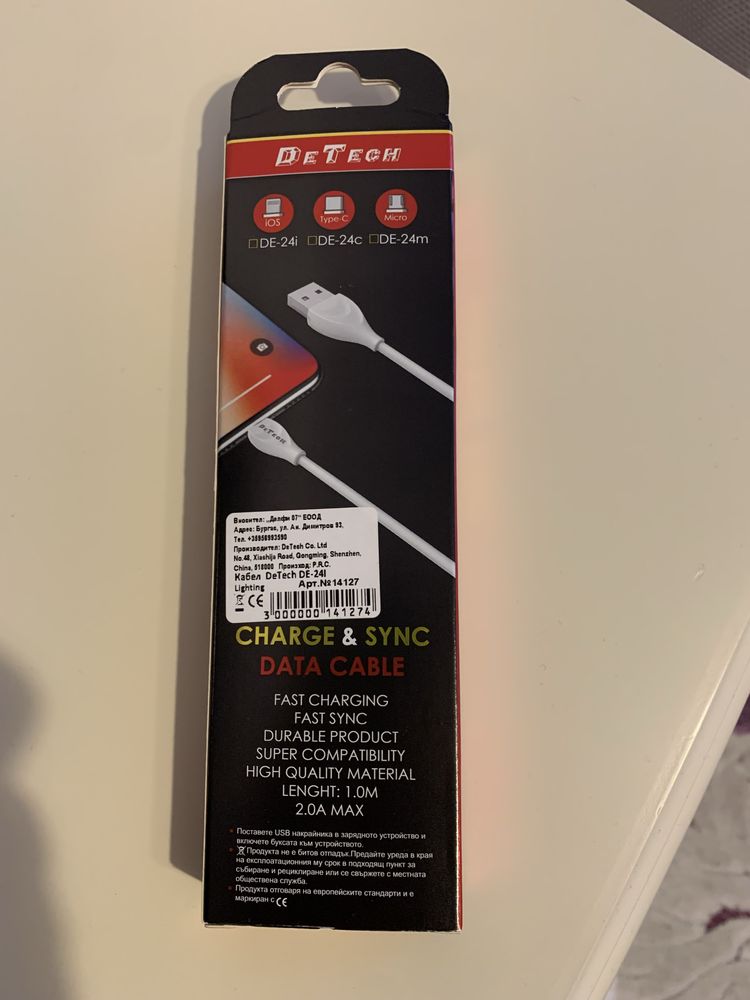 DeTech
iOS Type-C Micro
DE-24i DE-24c DE-24m
DeTech
Вносител: „Делфи 07" ЕООД
Адрес: Бургас, ул. Ак. Димитров 93,
Тел. +35956993590
Производител: DeTech Co. Ltd
No.48, Xiashija Road, Gongming, Shenzhen,
China, 518000 Произход: P.R.C.
Кабел DeTech DE-24I
Lighting Арт.№14127
CE
3 000000 141274
CHARGE & SYNC
DATA CABLE
FAST CHARGING
FAST SYNC
DURABLE PRODUCT
SUPER COMPATIBILITY
HIGH QUALITY MATERIAL
LENGHT: 1.0M
2.0A MAX
Поставете USB накрайника в зарядното устройство и
включете буксата към устройството.
Продукта не е битов отпадък.Предайте уреда в края
на експлоатационния му срок в подходящ пункт за
събиране и рециклиране или се свържете с местната
обществена служба.
Продукта отговаря на европейските стандарти и е
маркиран с CE